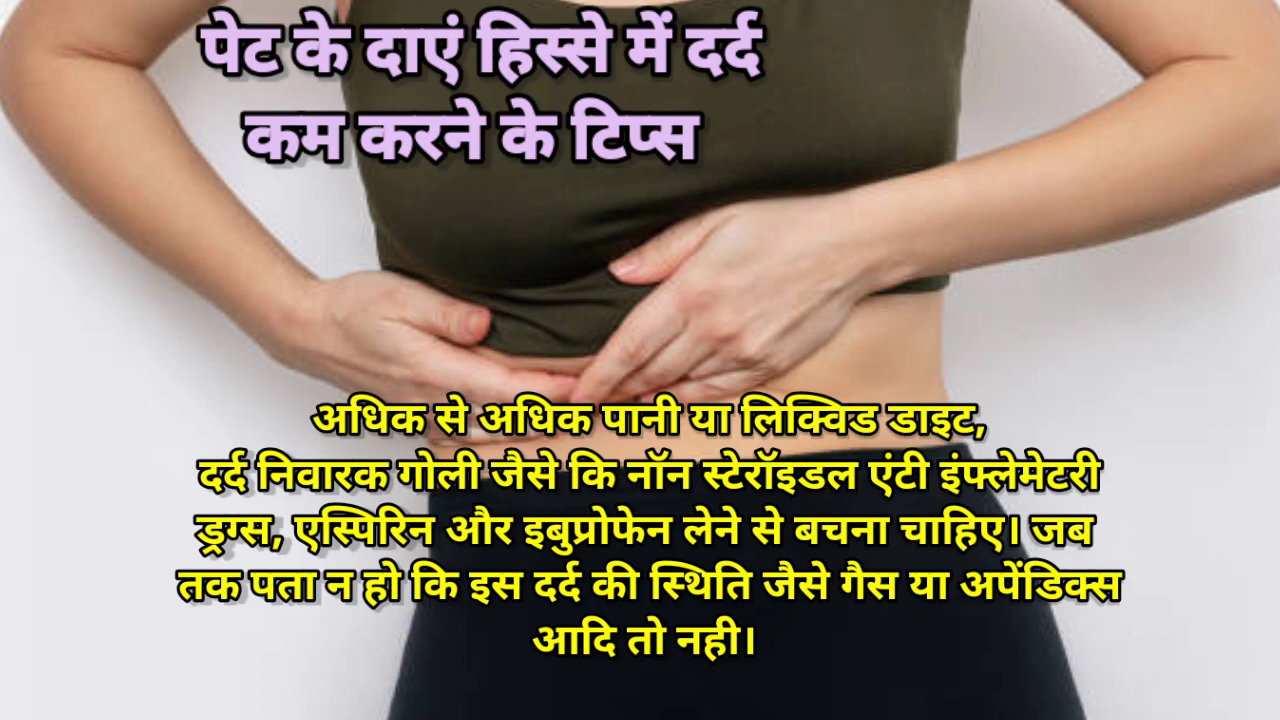 पेट के दाएं हिस्से में दर्द
कम करने के टिप्स
अधिक से अधिक पानी या लिक्विड डाइट,
दर्द निवारक गोली जैसे कि नॉन स्टेरॉइडल एंटी इंफ्लेमेटरी
ड्रग्स, एस्पिरिन और इबुप्रोफेन लेने से बचना चाहिए। जब
तक पता न हो कि इस दर्द की स्थिति जैसे गैस या अपेंडिक्स
आदि तो नही।